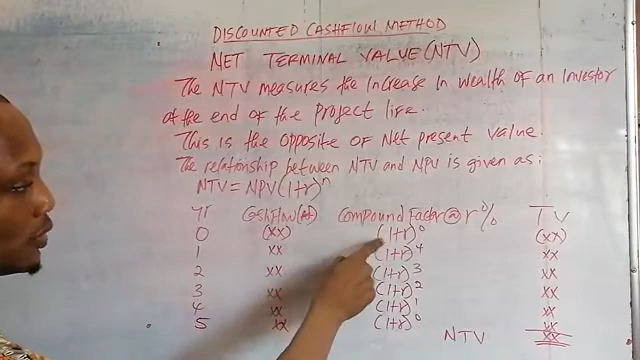 DISCOUNTED CASHFLOW METHOD
NET TERMINAL VALUE (NTV)
The NTV measures the Increase in Wealth of an Investor
at the end of the Project life.
This is the opposite of Net present value.
The relationship between NTV and NPV is given as:
NTV = NPV(1+r)ⁿ
Yr Cashflow(A) Compound Factor@ r% TV
0 (xx) (1+r)⁰ (xx)
1 xx (1+r)⁴ xx
2 xx (1+r)³ xx
3 xx (1+r)² xx
4 xx (1+r)¹ xx
5 xx (1+r)⁰ xx
NTV xx